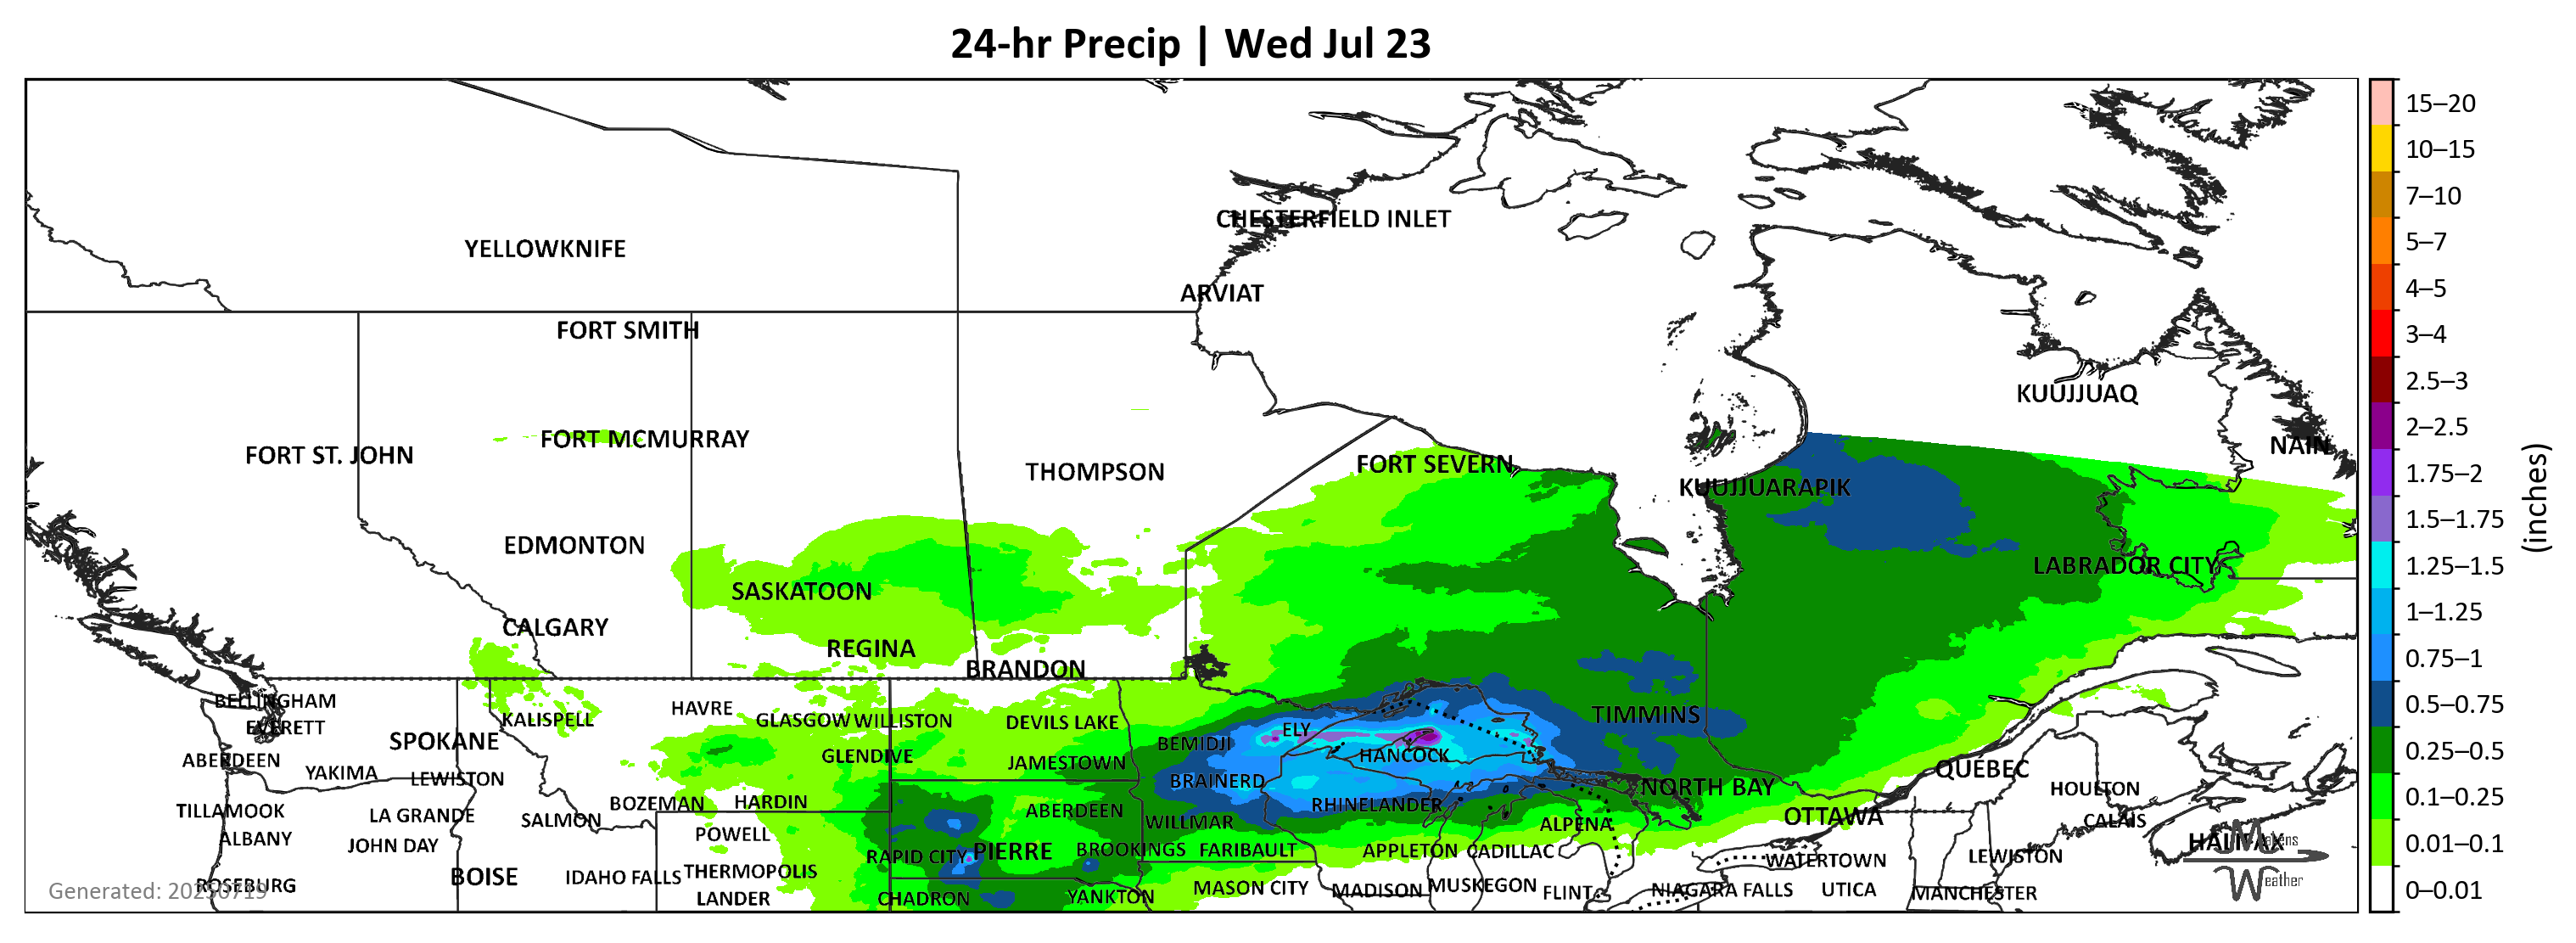 24-hr Precip | Wed Jul 23
CHESTERFIELD INLET
YELLOWKNIFE
ARVIAT
FORT SMITH
KUUJJUAQ
FORT MCMURRAY
NAIN
FORT ST. JOHN
THOMPSON
FORT SEVERN
KUUJJUARAPIK
EDMONTON
LABRADOR CITY
SASKATOON
CALGARY
REGINA
BRANDON
BELLINGHAM
HAVRE
KALISPELL
GLASGOW
WILLISTON
DEVILS LAKE
TIMMINS
EVERETT
ELY
SPOKANE
BEMIDJI
GLENDIVE
HANCOCK
ABERDEEN
JAMESTOWN
QUÉBEC
YAKIMA
LEWISTON
BRAINERD
NORTH BAY
HOULTON
BOZEMAN
HARDIN
RHINELANDER
TILLAMOOK
LA GRANDE
SALMON
ABERDEEN
WILLMAR
ALPENA
OTTAWA
CALAIS
ALBANY
JOHN DAY
POWELL
HALIFAX
RAPID CITY
PIERRE
BROOKINGS
FARIBAULT
APPLETON
CADILLAC
WATERTOWN
LEWISTON
BOISE
IDAHO FALLS
THERMOPOLIS
ROSEBURG
LANDER
CHADRON
YANKTON
MASON CITY
MADISON
MUSKEGON
FLINT
NIAGARA FALLS
UTICA
MANCHESTER
Generated: 20250719
Weather
15–20
10–15
7–10
5–7
4–5
3–4
2.5–3
2–2.5
1.75–2
1.5–1.75
1.25–1.5
1–1.25
0.75–1
0.5–0.75
0.25–0.5
0.1–0.25
0.01–0.1
0–0.01
(inches)